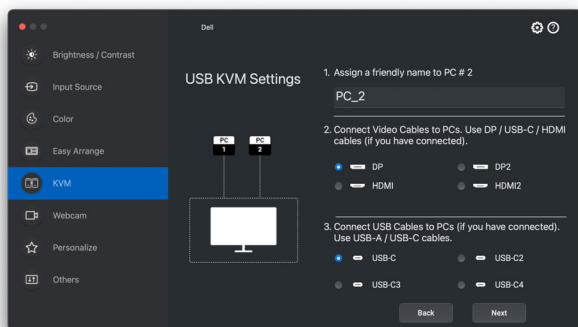 Dell
Brightness / Contrast
Input Source
Color
Easy Arrange
KVM
Webcam
Personalize
Others
USB KVM Settings
PC
1
PC
2
1. Assign a friendly name to PC # 2
PC_2
2. Connect Video Cables to PCs. Use DP / USB-C / HDMI
cables (if you have connected).
DP
DP2
HDMI
HDMI2
3. Connect USB Cables to PCs (if you have connected).
Use USB-A / USB-C cables.
USB-C
USB-C2
USB-C3
USB-C4
Back
Next